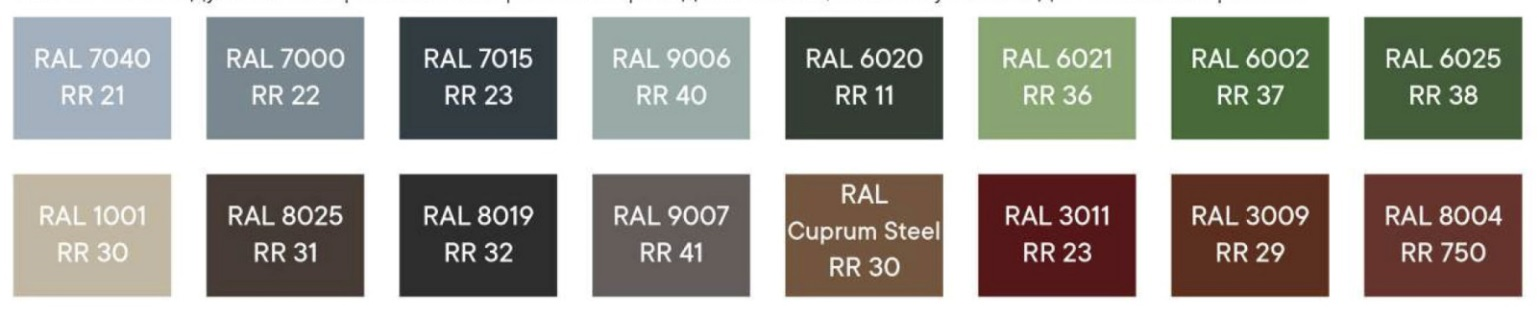 RAL 7040
RR 21
RAL 7000
RR 22
RAL 7015
RR 23
RAL 9006
RR 40
RAL 6020
RR 11
RAL 6021
RR 36
RAL 6002
RR 37
RAL 6025
RR 38
RAL 1001
RR 30
RAL 8025
RR 31
RAL 8019
RR 32
RAL 9007
RR 41
RAL
Cuprum Steel
RR 30
RAL 3011
RR 23
RAL 3009
RR 29
RAL 8004
RR 750